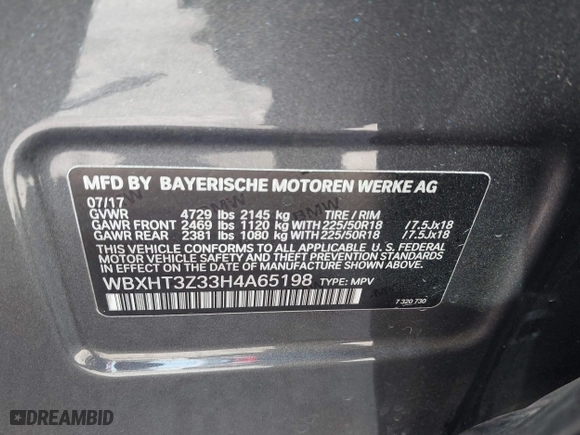 MFD BY BAYERISCHE MOTOREN WERKE AG
07/17
GVWR 4729 lbs 2145 kg TIRE / RIM
GAWR FRONT 2469 lbs 1120 kg WITH 225/50R18 /7.5Jx18
GAWR REAR 2381 lbs 1080 kg WITH 225/50R18 /7.5Jx18
THIS VEHICLE CONFORMS TO ALL APPLICABLE U. S. FEDERAL
MOTOR VEHICLE SAFETY AND THEFT PREVENTION STANDARDS
IN EFFECT ON THE DATE OF MANUFACTURE SHOWN ABOVE.
WBXHT3Z33H4A65198 TYPE: MPV
7 320 730
DREAMBID